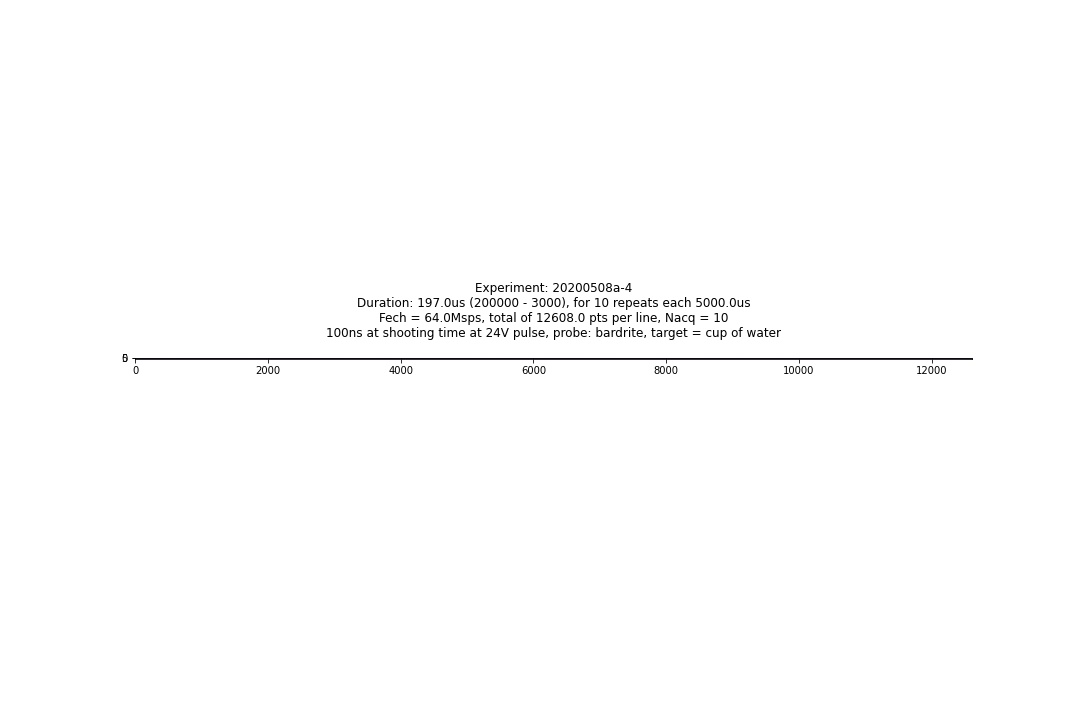 Experiment: 20200508a-4
Duration: 197.0us (200000 - 3000), for 10 repeats each 5000.0us
Fech = 64.0Msps, total of 12608.0 pts per line, Nacq = 10
100ns at shooting time at 24V pulse, probe: bardrite, target = cup of water
0 2000 4000 6000 8000 10000 12000